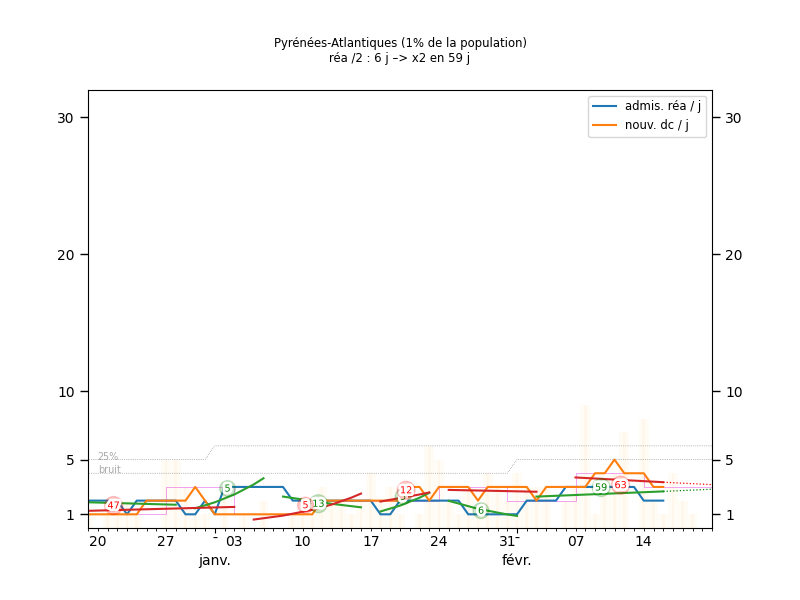 Pyrénées-Atlantiques (1% de la population)
réa /2 : 6 j –> x2 en 59 j
admis. réa / j
nouv. dc / j
30 30
20 20
10 10
5 5
1 1
25%
bruit
47 5 5 13 12 6 59 63
20 27 - 03 10 17 24 31- 07 14
janv. févr.